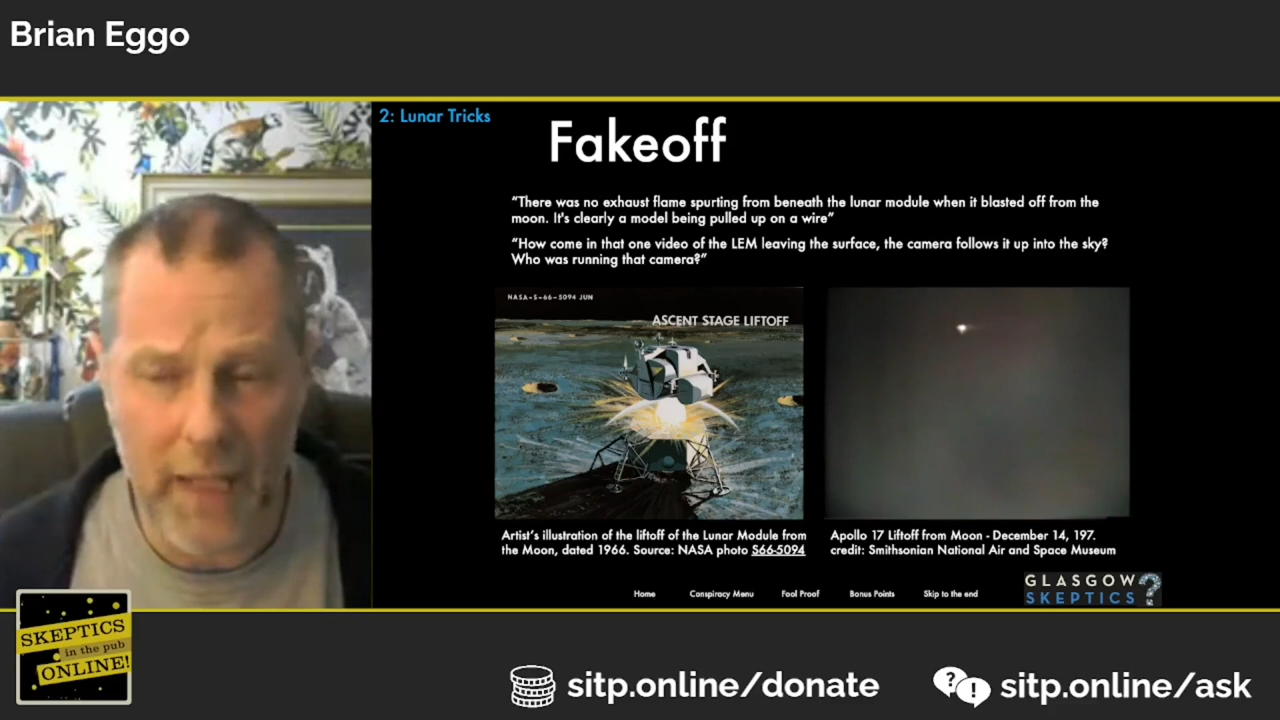 Brian Eggo
2: Lunar Tricks
Fakeoff
“There was no exhaust flame spurting from beneath the lunar module when it blasted off from the
moon. It's clearly a model being pulled up on a wire”
“How come in that one video of the LEM leaving the surface, the camera follows it up into the sky?
Who was running that camera?”
NASA-S-66-5094 JUN
ASCENT STAGE LIFTOFF
Artist’s illustration of the liftoff of the Lunar Module from
the Moon, dated 1966. Source: NASA photo S66-5094
Apollo 17 Liftoff from Moon - December 14, 197.
credit: Smithsonian National Air and Space Museum
Home
Conspiracy Menu
Fool Proof
Bonus Points
Skip to the end
GLASGOW
SKEPTICS
?
SKEPTICS
in the pub
ONLINE!
sitp.online/donate
?!
sitp.online/ask